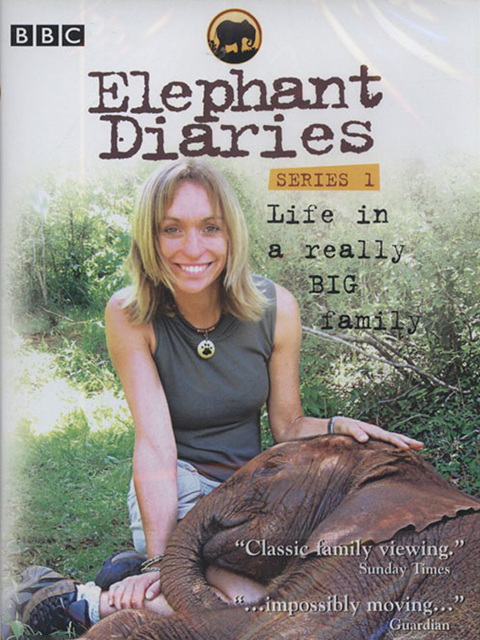 BBC
Elephant
Diaries
SERIES 1
Life in
a really
BIG
family
“Classic family viewing.”
Sunday Times
“...impossibly moving...”
Guardian